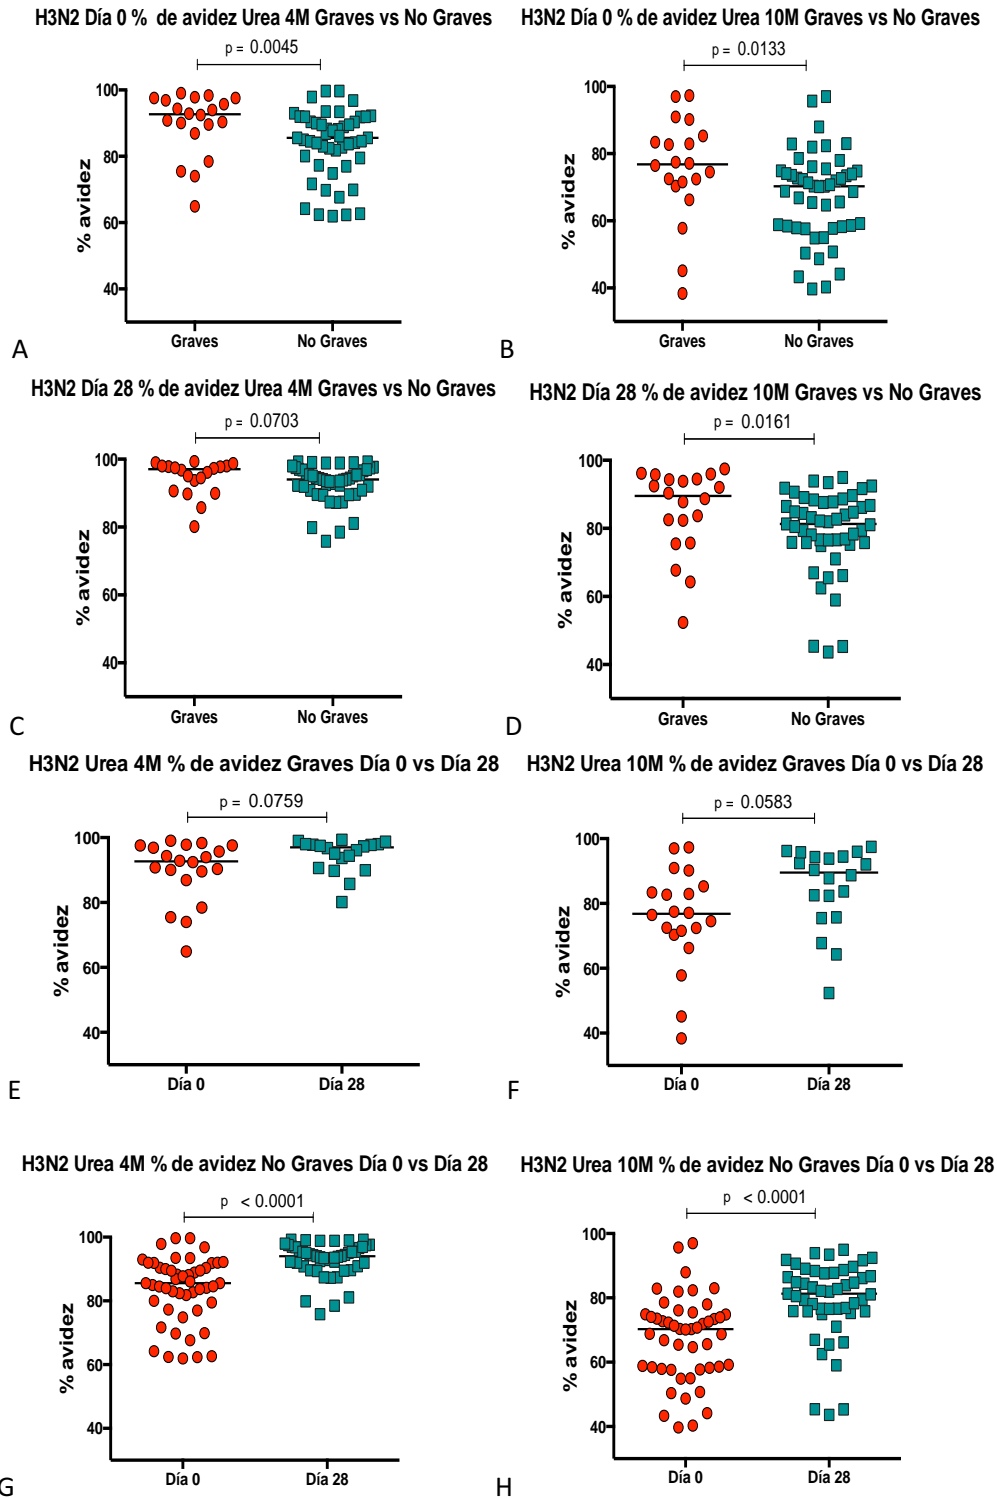 H3N2 Día 0 % de avidez Urea 4M Graves vs No Graves
p = 0.0045
100
80
60
40
% avidez
Graves No Graves
A
H3N2 Día 0 % de avidez Urea 10M Graves vs No Graves
p = 0.0133
100
80
60
40
% avidez
Graves No Graves
B
H3N2 Día 28 % de avidez Urea 4M Graves vs No Graves
p = 0.0703
100
80
60
40
% avidez
Graves No Graves
C
H3N2 Día 28 % de avidez 10M Graves vs No Graves
p = 0.0161
100
80
60
40
% avidez
Graves No Graves
D
H3N2 Urea 4M % de avidez Graves Día 0 vs Día 28
p = 0.0759
100
80
60
40
% avidez
Día 0 Día 28
E
H3N2 Urea 10M % de avidez Graves Día 0 vs Día 28
p = 0.0583
100
80
60
40
% avidez
Día 0 Día 28
F
H3N2 Urea 4M % de avidez No Graves Día 0 vs Día 28
p < 0.0001
100
80
60
40
% avidez
Día 0 Día 28
G
H3N2 Urea 10M % de avidez No Graves Día 0 vs Día 28
p < 0.0001
100
80
60
40
% avidez
Día 0 Día 28
H